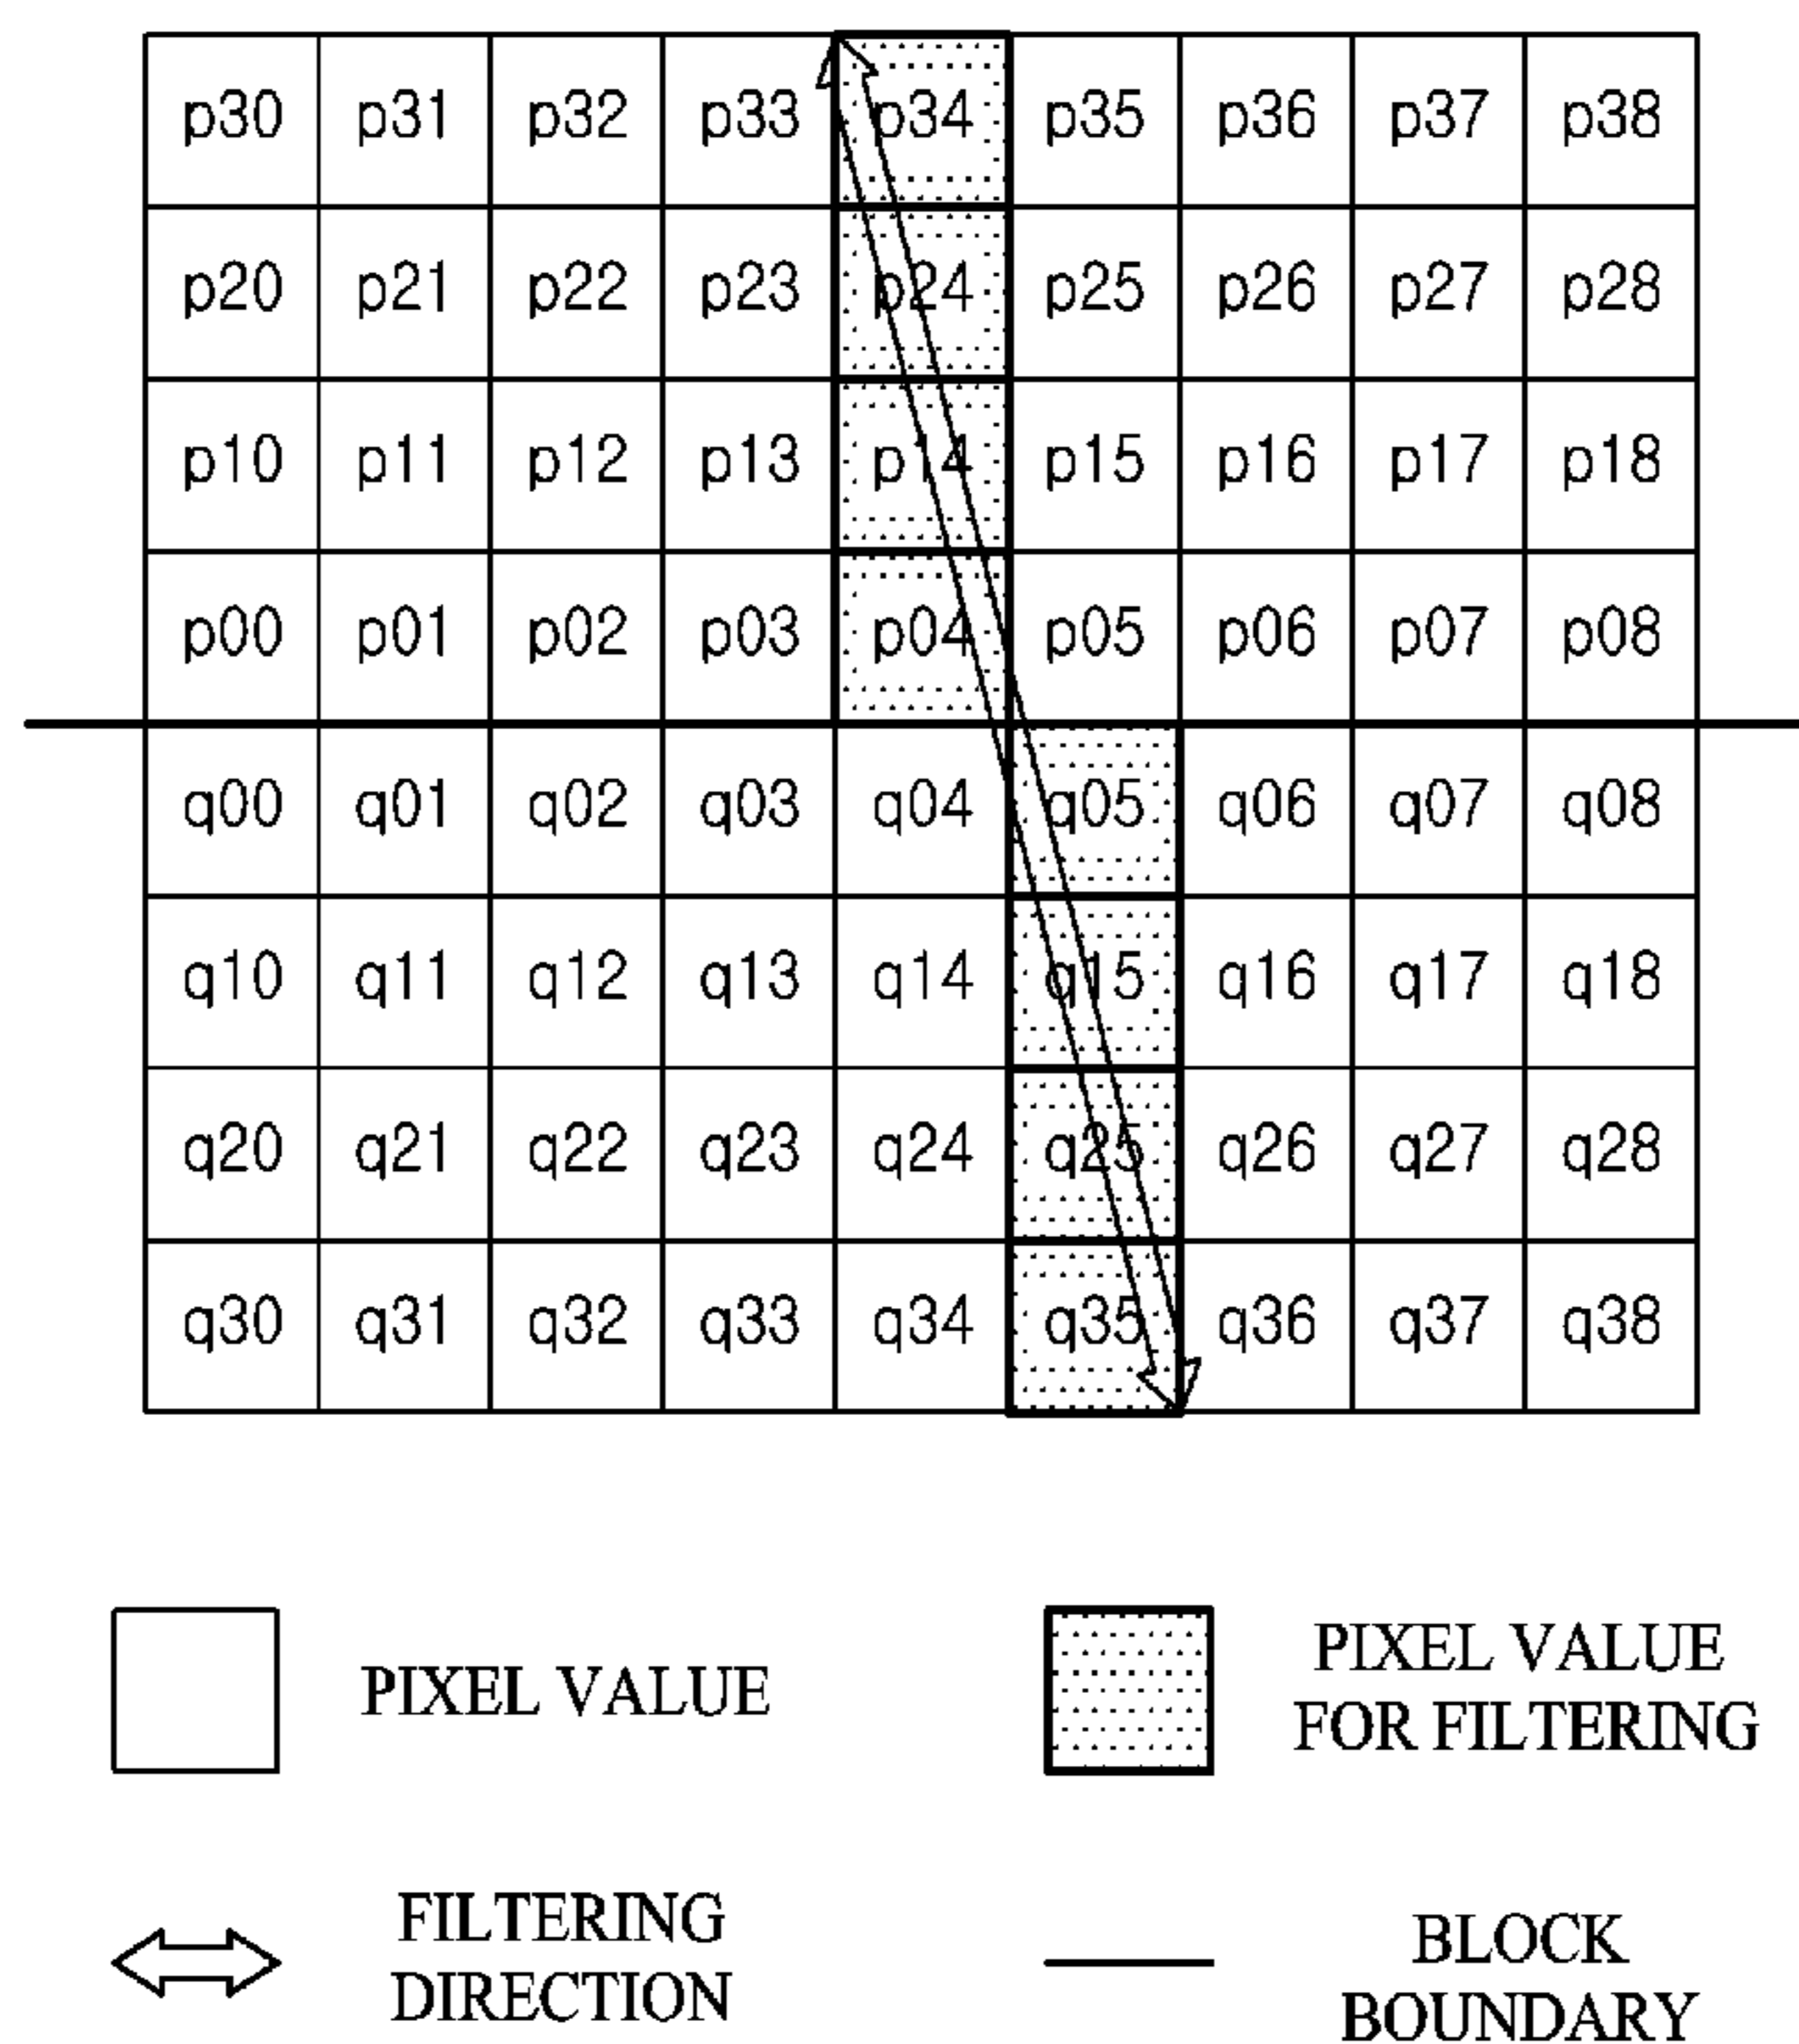 p30 p31 p32 p33 p34 p35 p36 p37 p38
p20 p21 p22 p23 p24 p25 p26 p27 p28
p10 p11 p12 p13 p14 p15 p16 p17 p18
p00 p01 p02 p03 p04 p05 p06 p07 p08
q00 q01 q02 q03 q04 q05 q06 q07 q08
q10 q11 q12 q13 q14 q15 q16 q17 q18
q20 q21 q22 q23 q24 q25 q26 q27 q28
q30 q31 q32 q33 q34 q35 q36 q37 q38
PIXEL VALUE
PIXEL VALUE
FOR FILTERING
FILTERING
DIRECTION
BLOCK
BOUNDARY